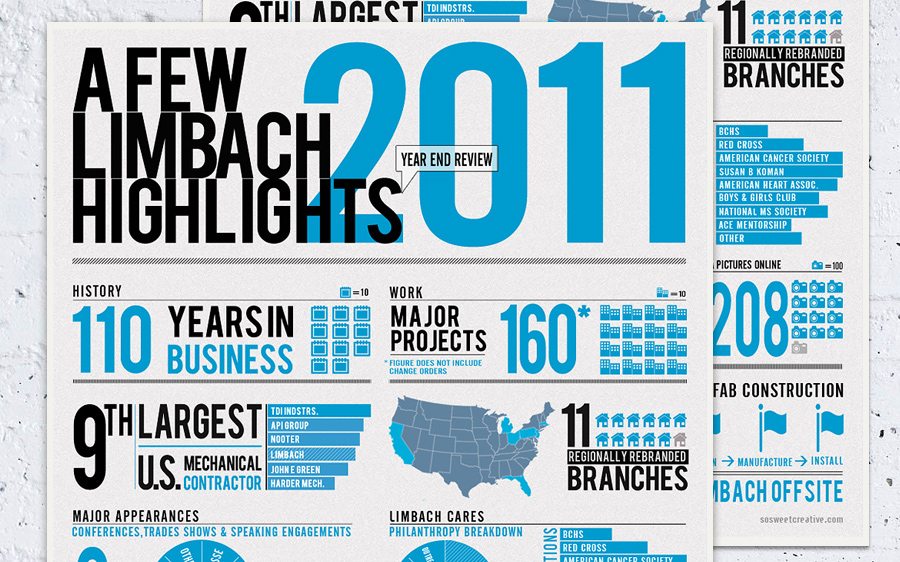 LARGEST
TDI INDSTRS.
API GROUP
11
REGIONALLY REBRANDED
BRANCHES
A FEW
LIMBACH
HIGHLIGHTS
2011
YEAR END REVIEW
HISTORY
=10
110
YEARS IN
BUSINESS
WORK
=10
MAJOR
PROJECTS
160*
* FIGURE DOES NOT INCLUDE
CHANGE ORDERS
9TH LARGEST
U.S. MECHANICAL
CONTRACTOR
TDI INDSTRS.
API GROUP
NOOTER
LIMBACH
JOHN E GREEN
HARDER MECH.
11
REGIONALLY REBRANDED
BRANCHES
MAJOR APPEARANCES
CONFERENCES,TRADES SHOWS & SPEAKING ENGAGEMENTS
LIMBACH CARES
PHILANTHROPY BREAKDOWN
BCHS
RED CROSS
AMERICAN CANCER SOCIETY
BCHS
RED CROSS
AMERICAN CANCER SOCIETY
SUSAN B KOMAN
AMERICAN HEART ASSOC.
BOYS & GIRLS CLUB
NATIONAL MS SOCIETY
ACE MENTORSHIP
OTHER
PICTURES ONLINE
=100
208
FAB CONSTRUCTION
MANUFACTURE
INSTALL
MBACH OFFSITE
sosweetcreative.com